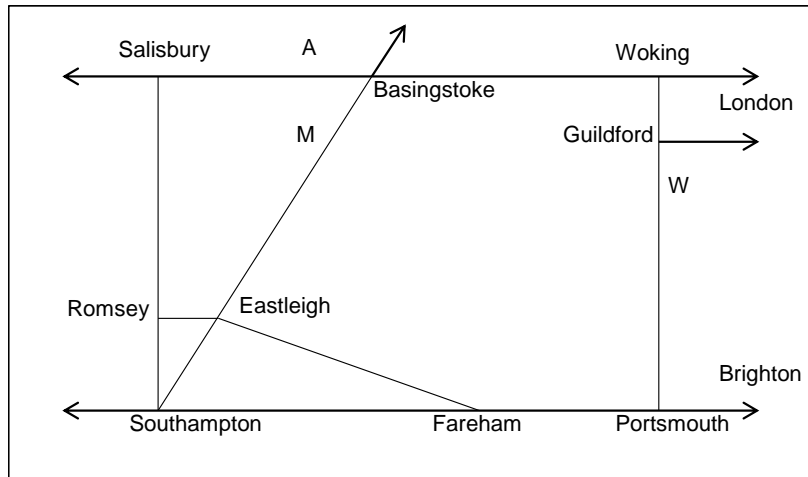 Salisbury
A
Woking
Basingstoke
London
M
Guildford
W
Romsey
Eastleigh
Brighton
Southampton
Fareham
Portsmouth